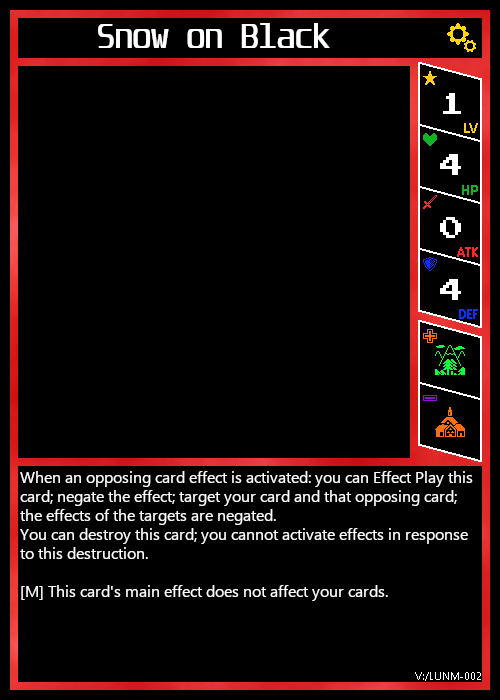 Snow on Black
1
LV
4
HP
0
ATK
4
DEF
When an opposing card effect is activated: you can Effect Play this
card; negate the effect; target your card and that opposing card;
the effects of the targets are negated.
You can destroy this card; you cannot activate effects in response
to this destruction.
[M] This card's main effect does not affect your cards.
V:/LUNM-002